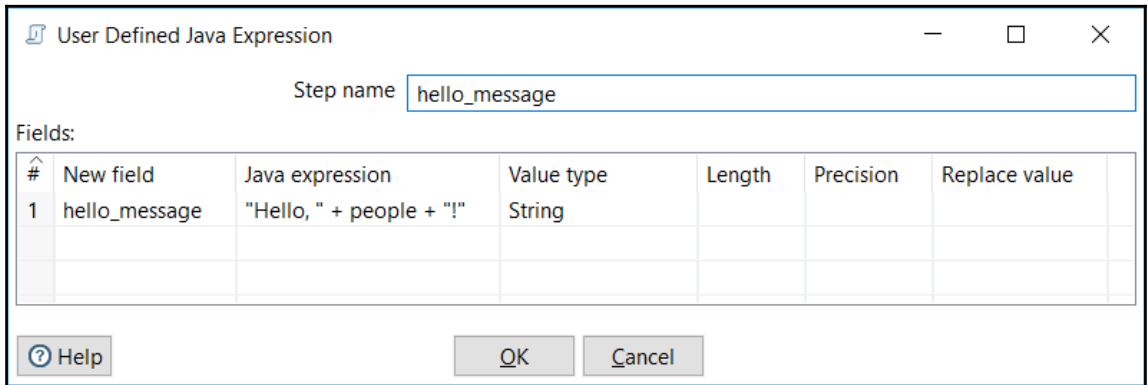 User Defined Java Expression
Step name hello_message
Fields:
# New field Java expression Value type Length Precision Replace value
1 hello_message "Hello, " + people + "!" String
Help OK Cancel